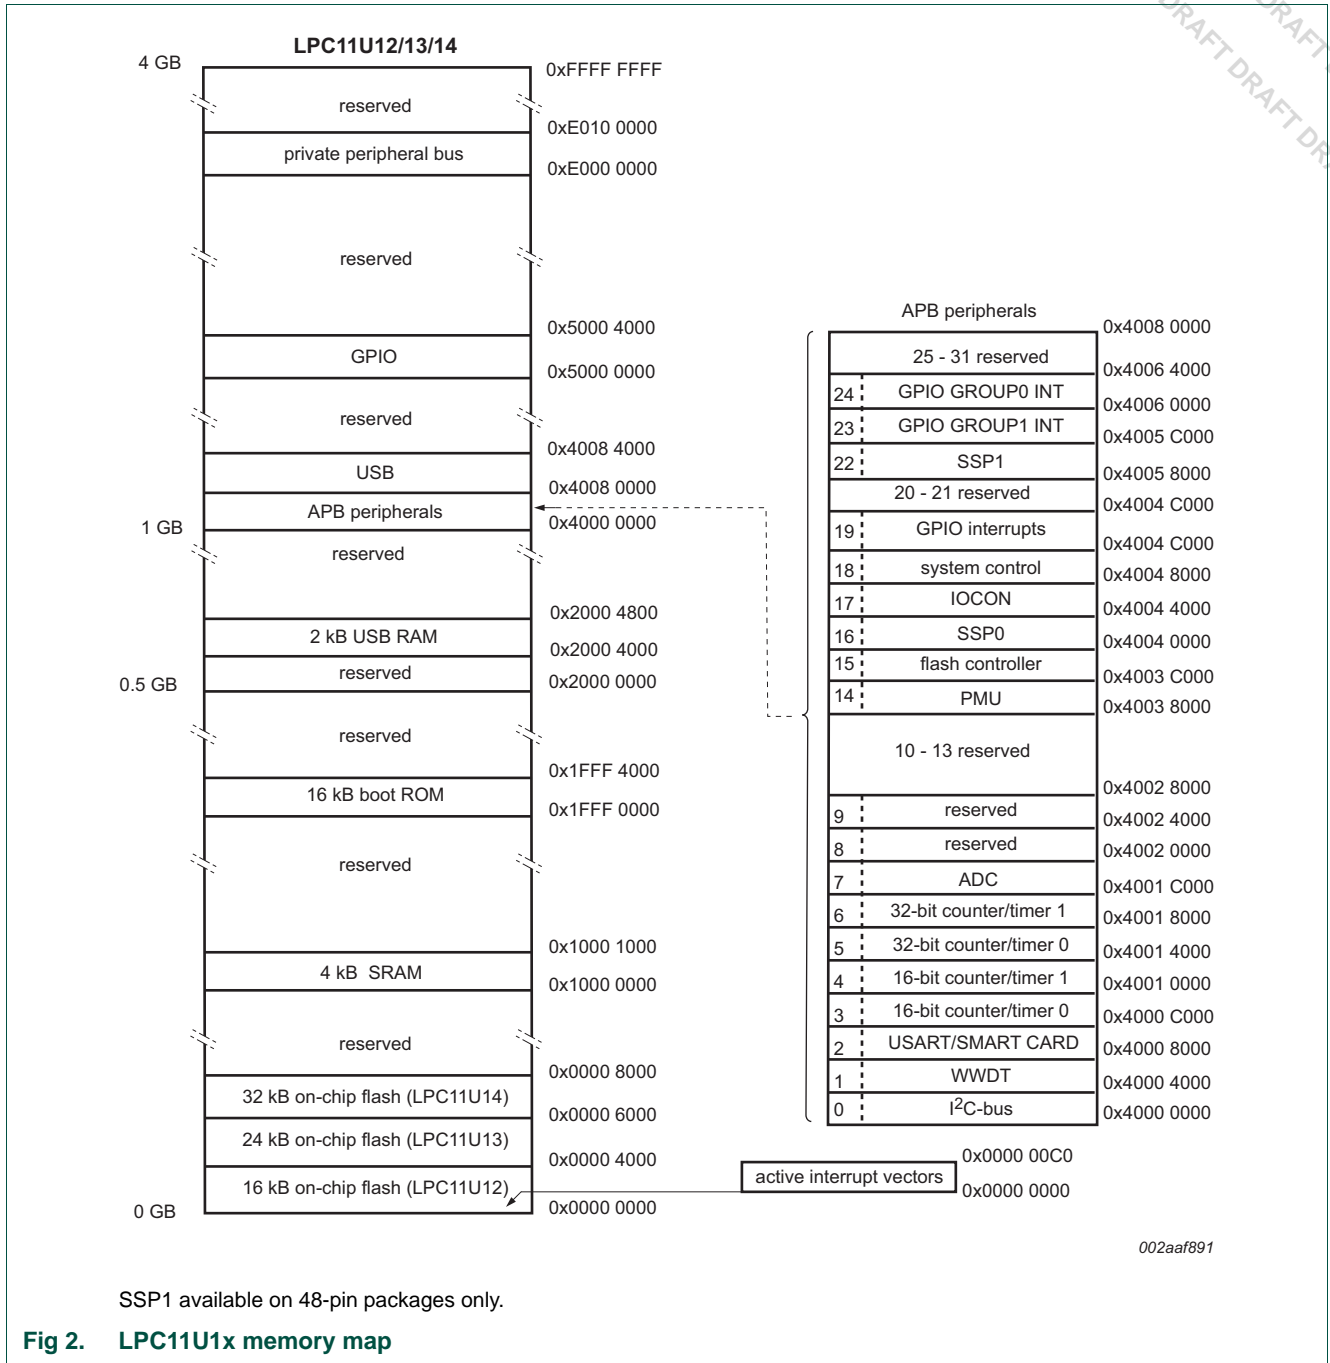 DRAFT DRAFT DRAFT DR
LPC11U12/13/14
4 GB
0xFFFF FFFF
reserved
0xE010 0000
private peripheral bus
0xE000 0000
reserved
0x5000 4000
GPIO
0x5000 0000
reserved
0x4008 4000
USB
0x4008 0000
APB peripherals
1 GB
0x4000 0000
reserved
0x2000 4800
2 kB USB RAM
0x2000 4000
reserved
0.5 GB
0x2000 0000
reserved
0x1FFF 4000
16 kB boot ROM
0x1FFF 0000
reserved
0x1000 1000
4 kB SRAM
0x1000 0000
reserved
0x0000 8000
32 kB on-chip flash (LPC11U14)
0x0000 6000
24 kB on-chip flash (LPC11U13)
0x0000 4000
16 kB on-chip flash (LPC11U12)
0 GB
0x0000 0000
APB peripherals
0x4008 0000
25 - 31 reserved
0x4006 4000
24 GPIO GROUP0 INT
0x4006 0000
23 GPIO GROUP1 INT
0x4005 C000
22 SSP1
0x4005 8000
20 - 21 reserved
0x4004 C000
19 GPIO interrupts
0x4004 C000
18 system control
0x4004 8000
17 IOCON
0x4004 4000
16 SSP0
0x4004 0000
15 flash controller
0x4003 C000
14 PMU
0x4003 8000
10 - 13 reserved
0x4002 8000
9 reserved
0x4002 4000
8 reserved
0x4002 0000
7 ADC
0x4001 C000
6 32-bit counter/timer 1
0x4001 8000
5 32-bit counter/timer 0
0x4001 4000
4 16-bit counter/timer 1
0x4001 0000
3 16-bit counter/timer 0
0x4000 C000
2 USART/SMART CARD
0x4000 8000
1 WWDT
0x4000 4000
0 I2C-bus
0x4000 0000
0x0000 00C0
active interrupt vectors
0x0000 0000
002aaf891
SSP1 available on 48-pin packages only.
Fig 2. LPC11U1x memory map